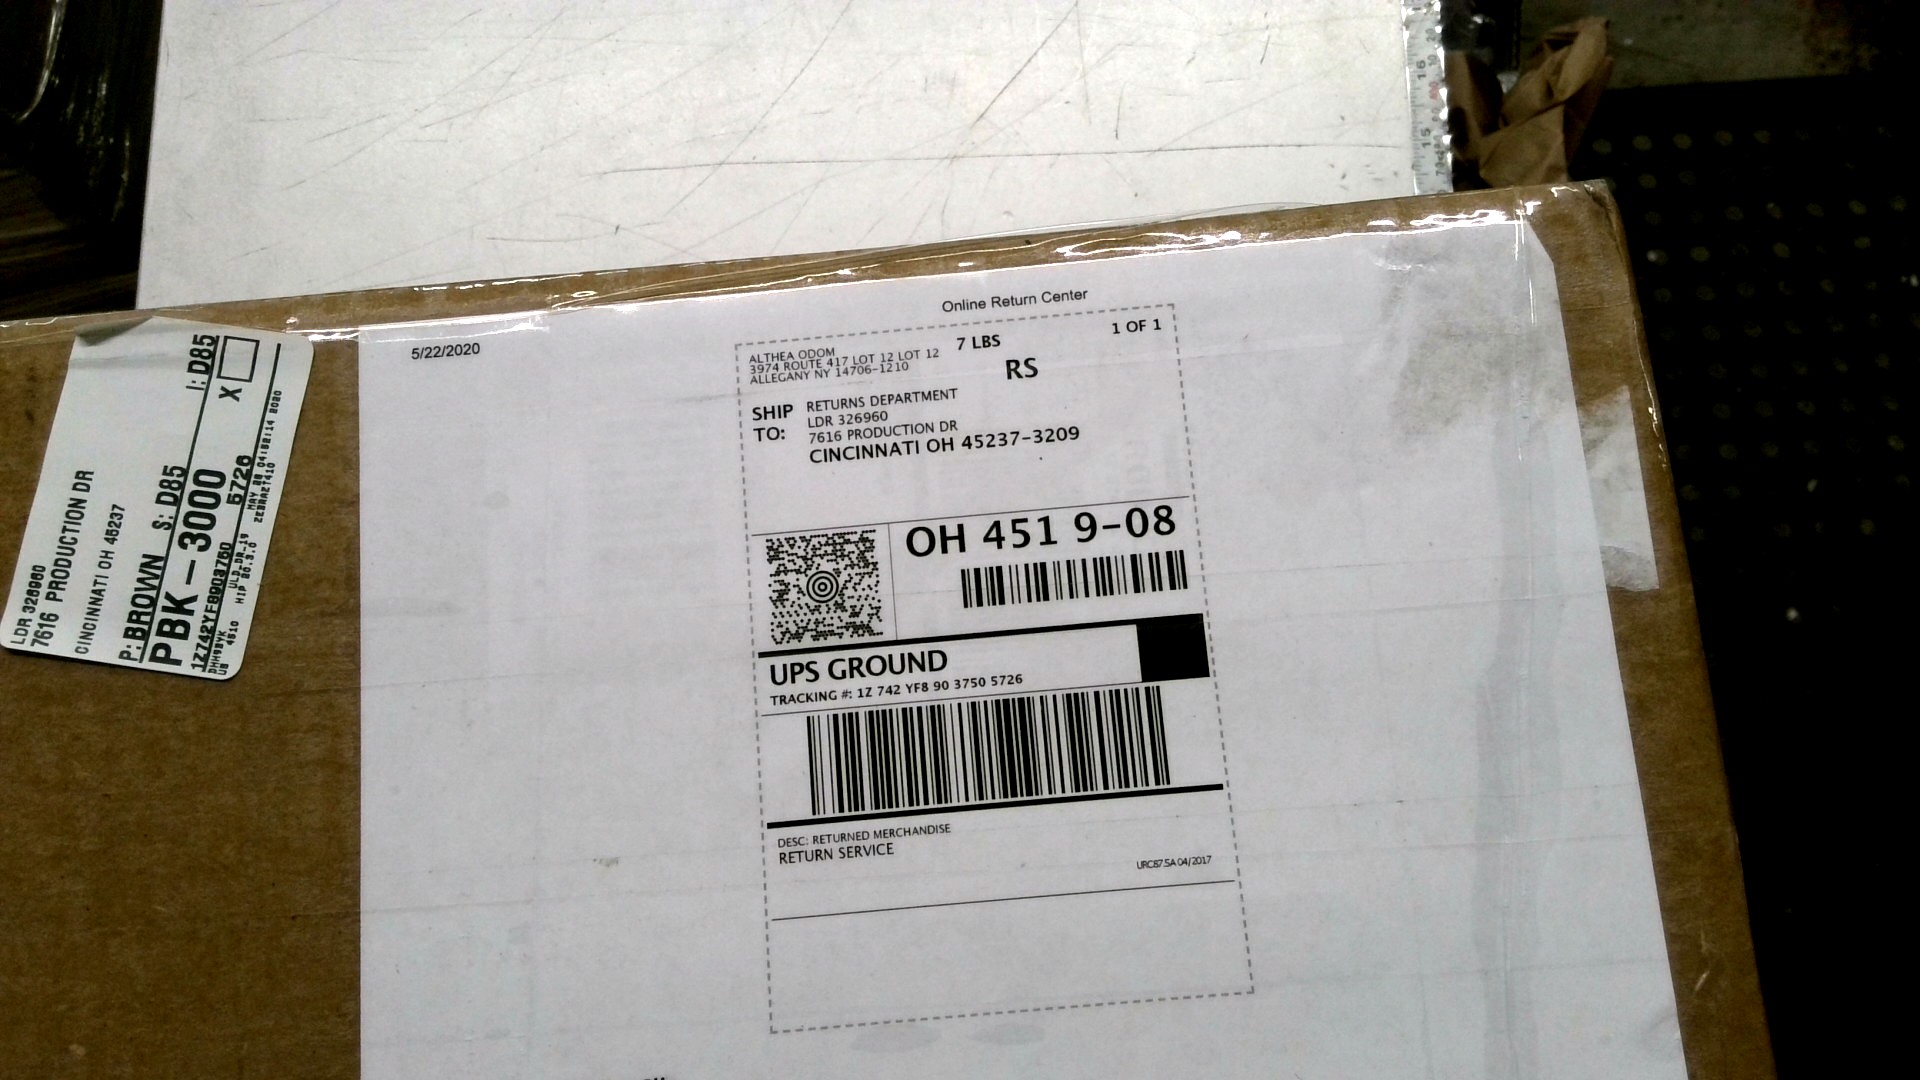 Online Return Center
5/22/2020
ALTHEA ODOM
3974 ROUTE 417 LOT 12 LOT 12
ALLEGANY NY 14706-1210
7 LBS
1 OF 1
RS
SHIP TO:
RETURNS DEPARTMENT
LDR 326960
7616 PRODUCTION DR
CINCINNATI OH 45237-3209
OH 451 9-08
UPS GROUND
TRACKING #: 1Z 742 YF8 90 3750 5726
DESC: RETURNED MERCHANDISE
RETURN SERVICE
LDR 326960
7616 PRODUCTION DR
CINCINNATI OH 45237
P: BROWN S: D85 I: D85
PBK-3000 X
1Z742YF8903750 5726